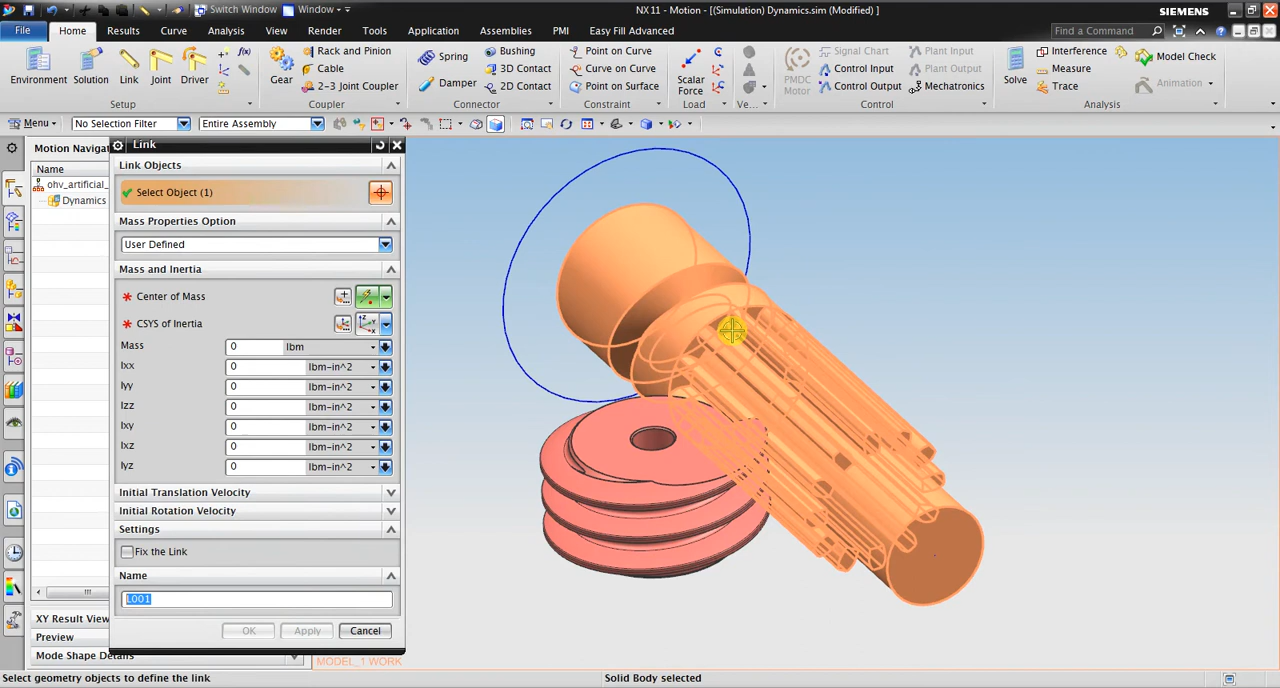 Switch Window Window
NX 11 - Motion - [(Simulation) Dynamics.sim (Modified) ]
SIEMENS
File Home Results Curve Analysis View Render Tools Application Assemblies PMI Easy Fill Advanced
Find a Command
Environment Solution Link Joint Driver f(x)
Setup
Gear Rack and Pinion
Cable
2-3 Joint Coupler
Coupler
Spring
Damper
Bushing
3D Contact
2D Contact
Connector
Point on Curve
Curve on Curve
Point on Surface
Constraint
Scalar Force
Load
Ve...
PMDC Motor
Signal Chart
Control Input
Control Output
Plant Input
Plant Output
Mechatronics
Control
Solve
Interference
Measure
Trace
Model Check
Animation
Analysis
Menu No Selection Filter Entire Assembly
Motion Navig
Name
ohv_artificial_
Dynamics
Link
Link Objects
Select Object (1)
Mass Properties Option
User Defined
Mass and Inertia
* Center of Mass
* CSYS of Inertia
Mass 0 lbm
Ixx 0 lbm-in^2
Iyy 0 lbm-in^2
Izz 0 lbm-in^2
Ixy 0 lbm-in^2
Ixz 0 lbm-in^2
Iyz 0 lbm-in^2
Initial Translation Velocity
Initial Rotation Velocity
Settings
Fix the Link
Name
L001
OK Apply Cancel
XY Result View
Preview
Mode Shape Details
MODEL_1 WORK
Select geometry objects to define the link
Solid Body selected